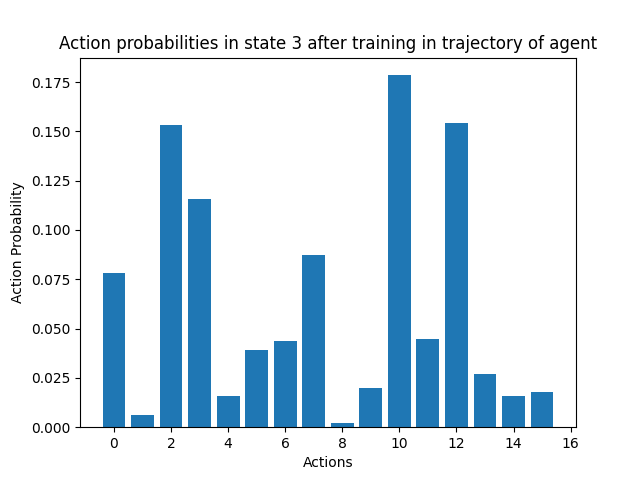 Action probabilities in state 3 after training in trajectory of agent
0.175
0.150
0.125
0.100
0.075
0.050
0.025
0.000
Action Probability
0 2 4 6 8 10 12 14 16
Actions